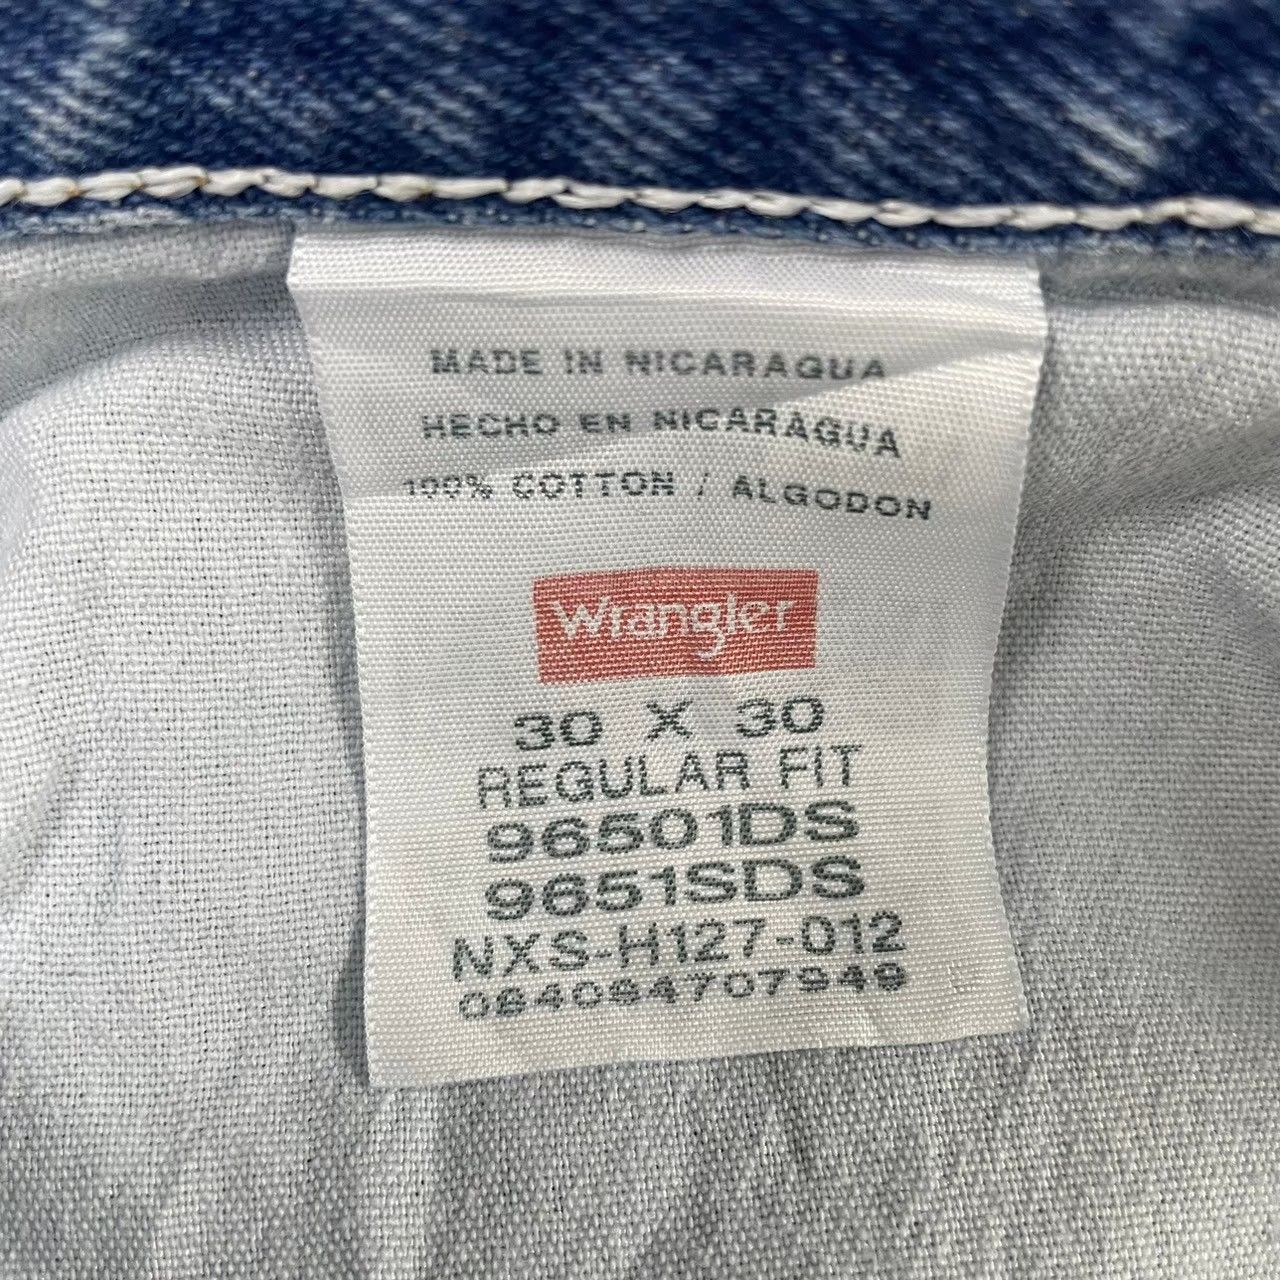 MADE IN NICARAGUA
HECHO EN NICARAGUA
100% COTTON / ALGODON
Wrangler
30 X 30
REGULAR FIT
96501DS
9651SDS
NXS-H127-012
084094707949